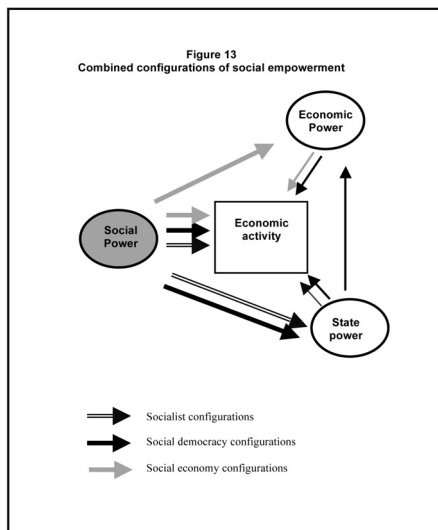 Figure 13
Combined configurations of social empowerment
Economic
Power
Social
Power
Economic
activity
State
power
Socialist configurations
Social democracy configurations
Social economy configurations